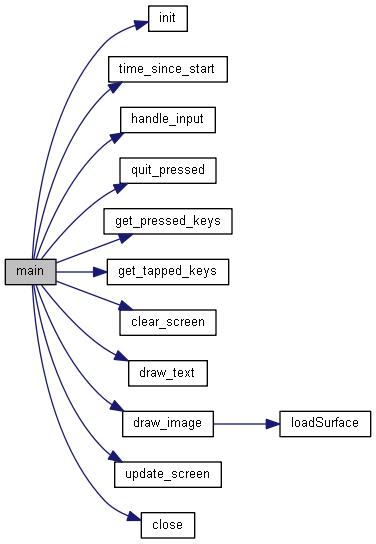 init
time_since_start
handle_input
quit_pressed
get_pressed_keys
main
get_tapped_keys
clear_screen
draw_text
draw_image
loadSurface
update_screen
close